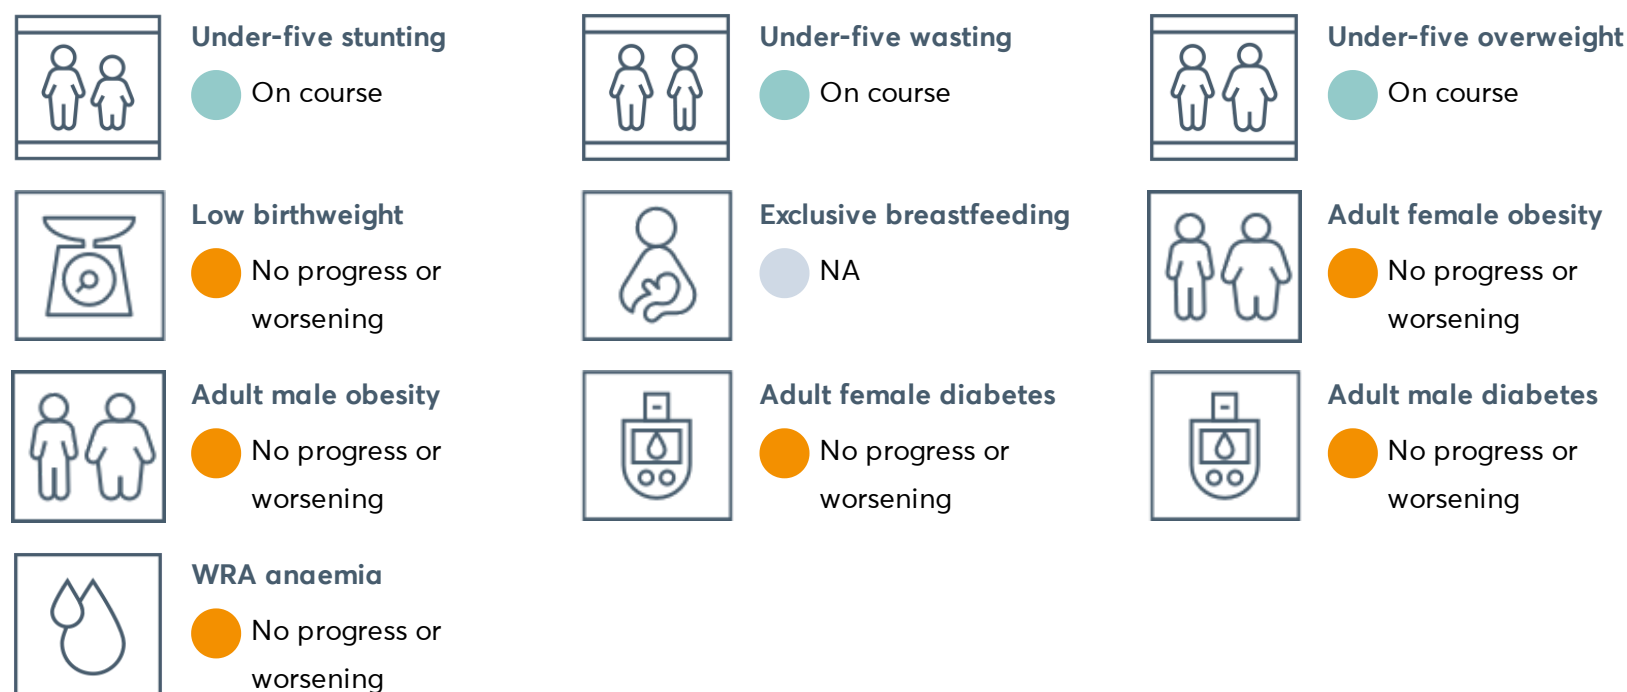 Under-five stunting
On course
Under-five wasting
On course
Under-five overweight
On course
Low birthweight
No progress or
worsening
Exclusive breastfeeding
NA
Adult female obesity
No progress or
worsening
Adult male obesity
No progress or
worsening
Adult female diabetes
No progress or
worsening
Adult male diabetes
No progress or
worsening
WRA anaemia
No progress or
worsening